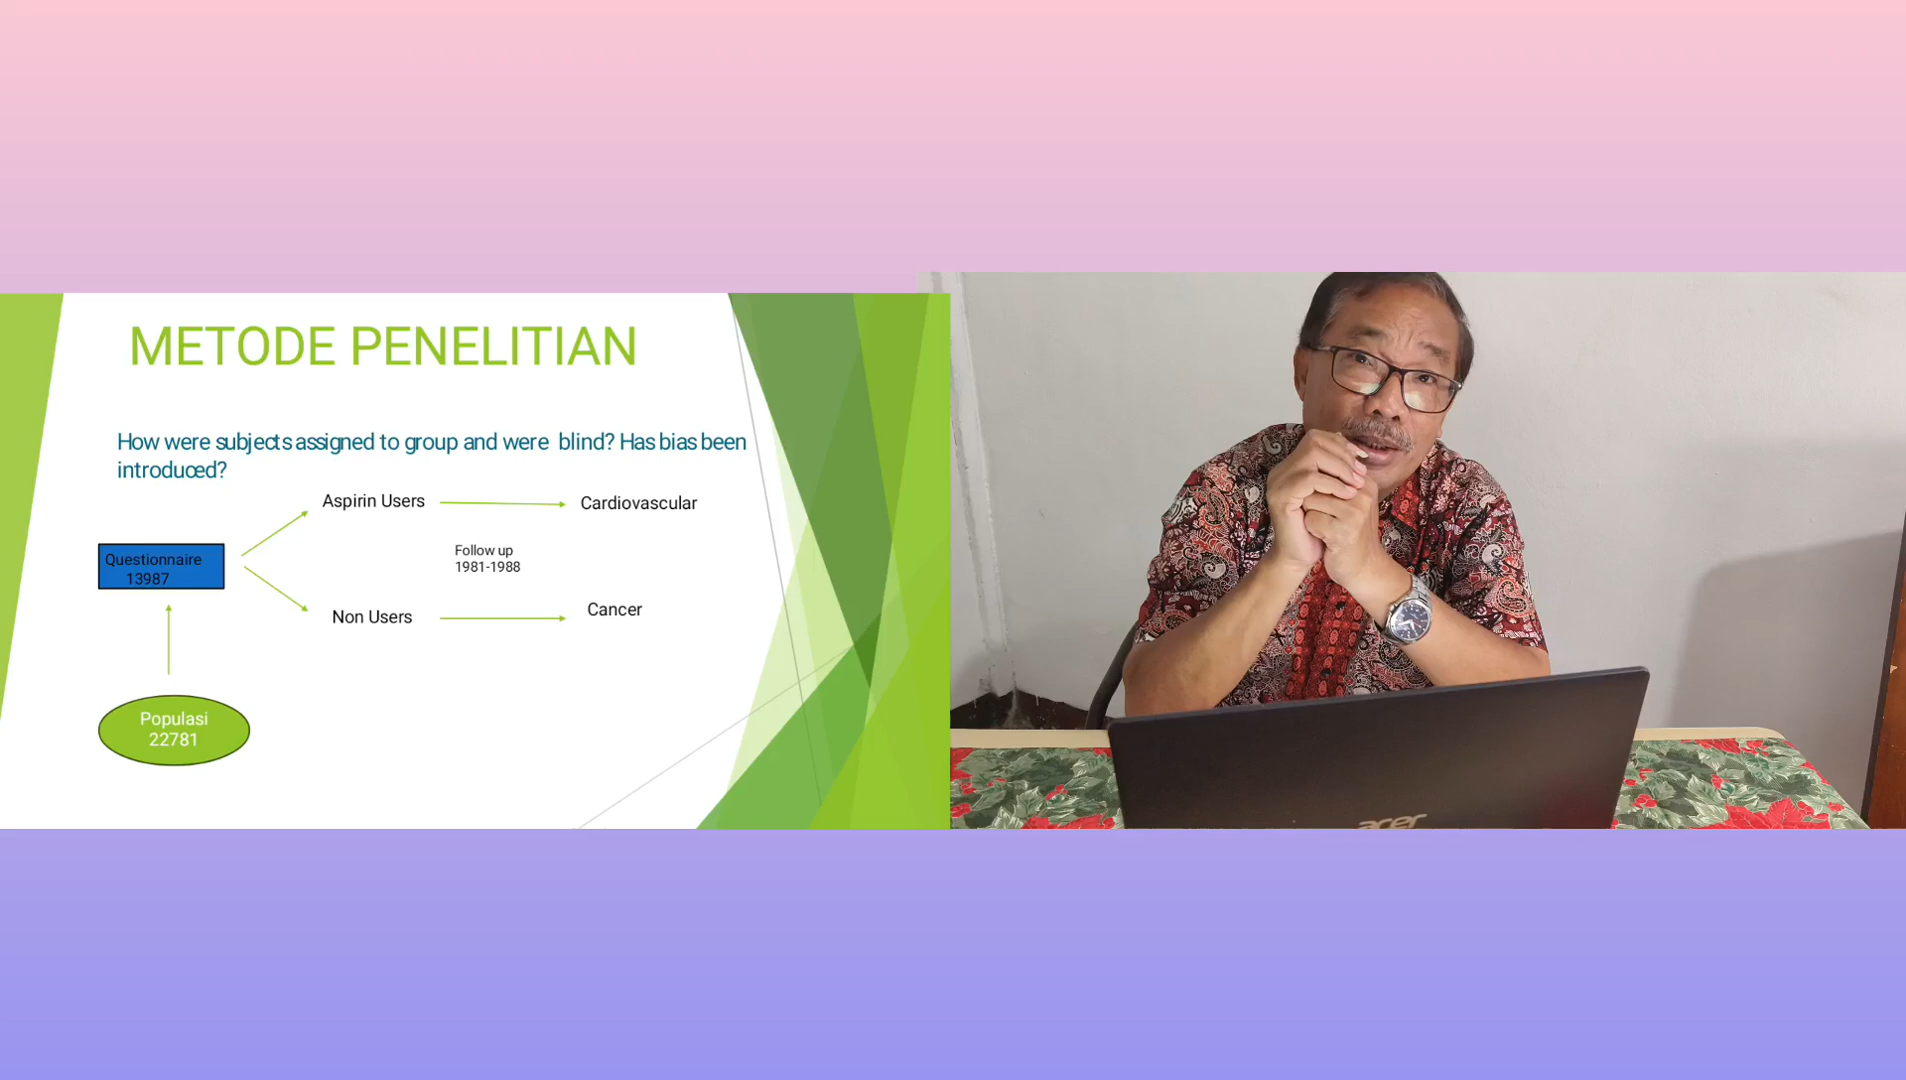 METODE PENELITIAN
How were subjects assigned to group and were blind? Has bias been
introduced?
Aspirin Users
Cardiovascular
Questionnaire
13987
Follow up
1981-1988
Non Users
Cancer
Populasi
22781
acer